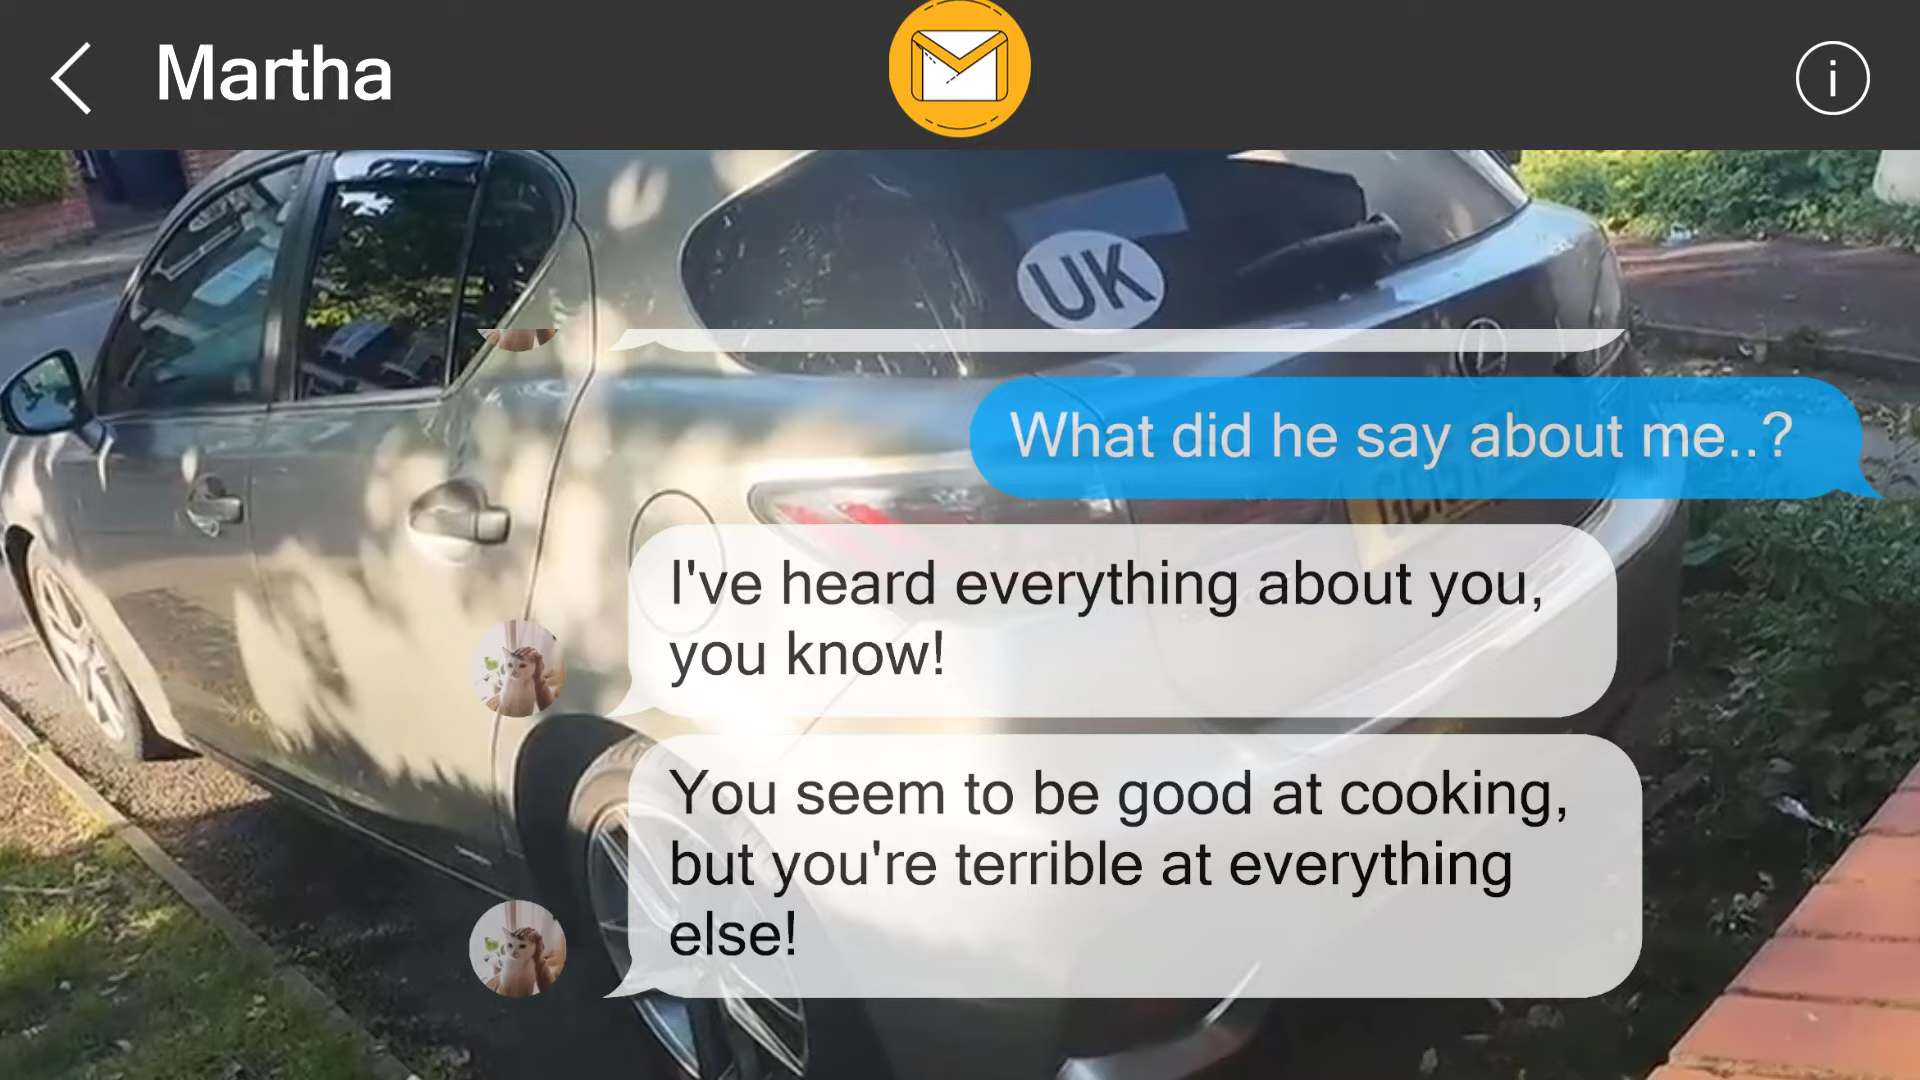 Martha
i
UK
What did he say about me..?
I've heard everything about you,
you know!
You seem to be good at cooking,
but you're terrible at everything
else!